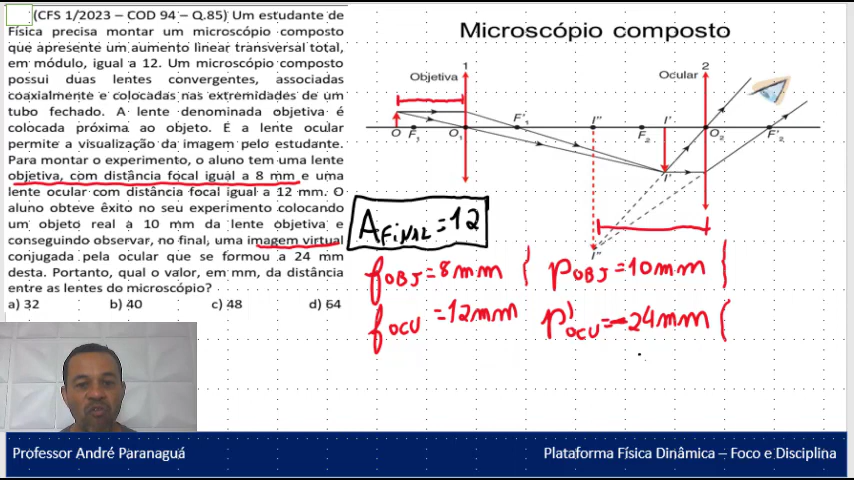 (CFS 1/2023 – COD 94 – Q.85) Um estudante de
Física precisa montar um microscópio composto
que apresente um aumento linear transversal total,
em módulo, igual a 12. Um microscópio composto
possui duas lentes convergentes, associadas
coaxialmente e colocadas nas extremidades de um
tubo fechado. A lente denominada objetiva é
colocada próxima ao objeto. E a lente ocular
permite a visualização da imagem pelo estudante.
Para montar o experimento, o aluno tem uma lente
objetiva, com distância focal igual a 8 mm e uma
lente ocular com distância focal igual a 12 mm. O
aluno obteve êxito no seu experimento colocando
um objeto real a 10 mm da lente objetiva e
conseguindo observar, no final, uma imagem virtual
conjugada pela ocular que se formou a 24 mm
desta. Portanto, qual o valor, em mm, da distância
entre as lentes do microscópio?
a) 32 b) 40 c) 48 d) 64
Microscópio composto
1
2
Objetiva
Ocular
O F₁ O₁ F'₁ I" F₂ I' O₂ F'₂
I'
I"
A FINAL = 12
f OBJ = 8mm
p OBJ = 10mm
f OCU = 12mm
p' OCU = -24mm
Professor André Paranaguá
Plataforma Física Dinâmica – Foco e Disciplina